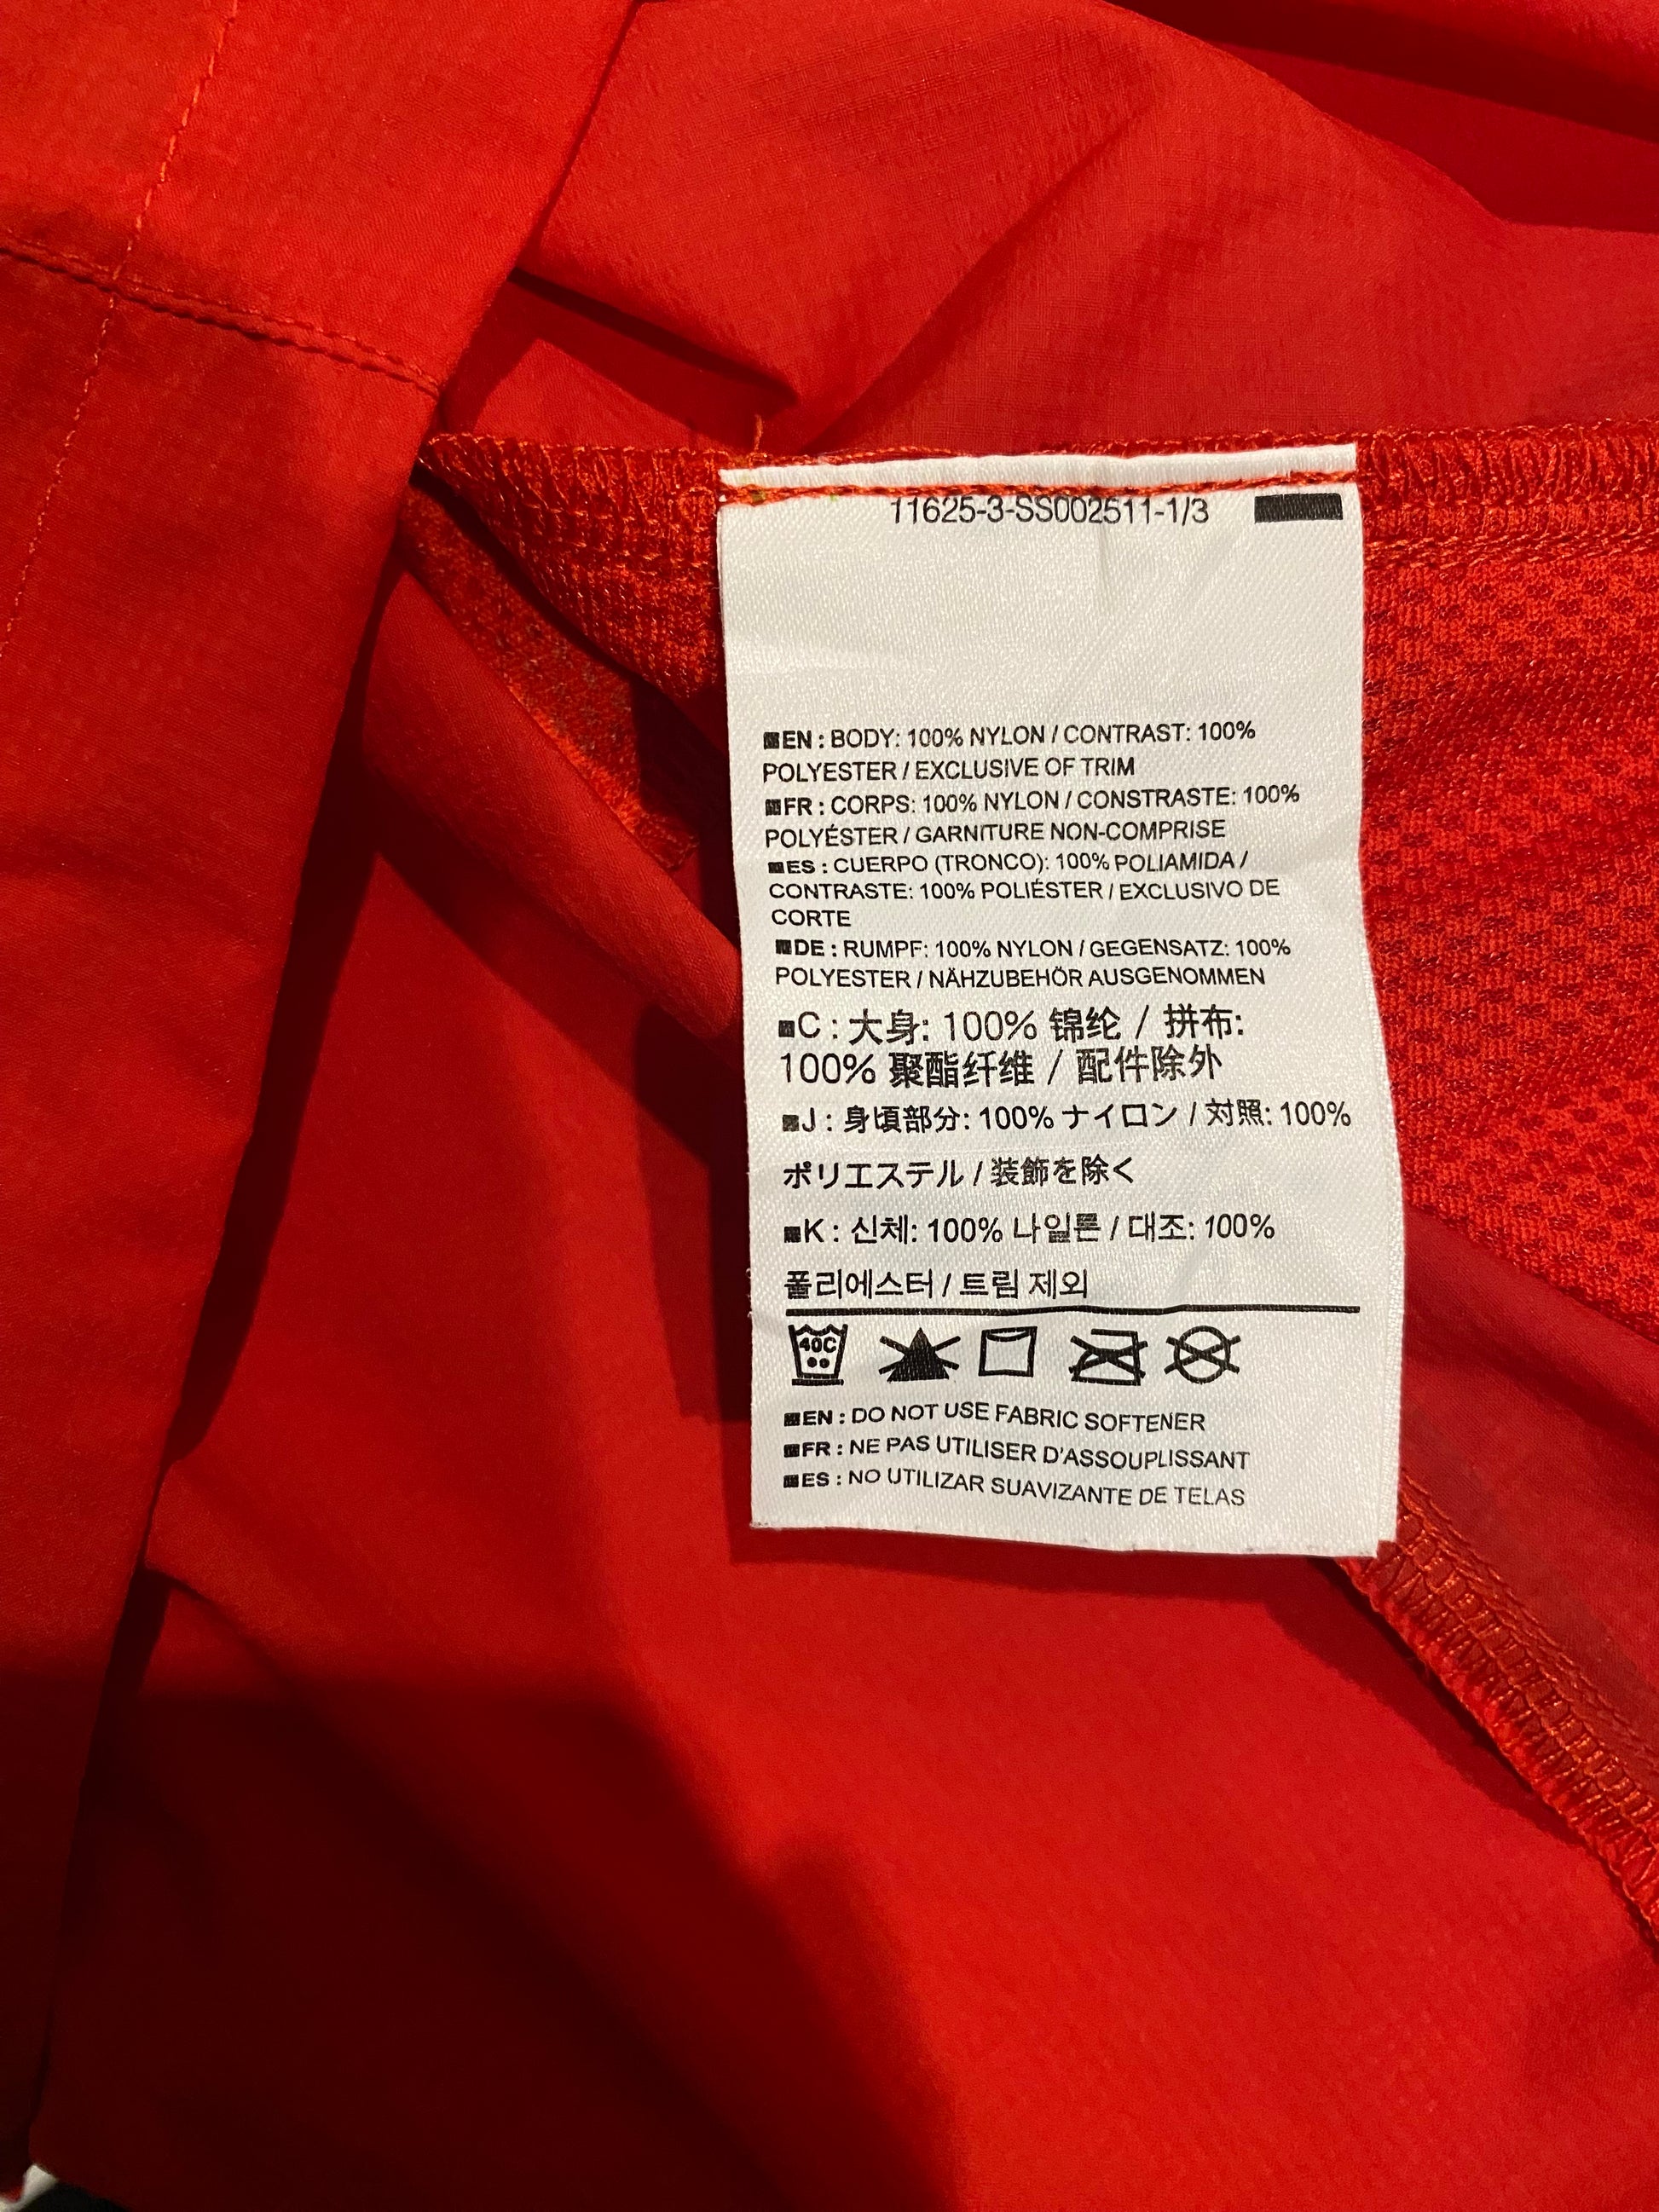 11625-3-SS002511-1/3
■EN : BODY: 100% NYLON / CONTRAST: 100%
POLYESTER / EXCLUSIVE OF TRIM
■FR : CORPS: 100% NYLON / CONSTRASTE: 100%
POLYÉSTER / GARNITURE NON-COMPRISE
■ES : CUERPO (TRONCO): 100% POLIAMIDA /
CONTRASTE: 100% POLIÉSTER / EXCLUSIVO DE
CORTE
■DE : RUMPF: 100% NYLON / GEGENSATZ: 100%
POLYESTER / NÄHZUBEHÖR AUSGENOMMEN
■C : 大身: 100% 锦纶 / 拼布:
100% 聚酯纤维 / 配件除外
■J : 身頃部分: 100% ナイロン / 対照: 100%
ポリエステル / 装飾を除く
■K : 신체: 100% 나일론 / 대조: 100%
폴리에스터 / 트림 제외
40C
■EN : DO NOT USE FABRIC SOFTENER
■FR : NE PAS UTILISER D'ASSOUPLISSANT
■ES : NO UTILIZAR SUAVIZANTE DE TELAS